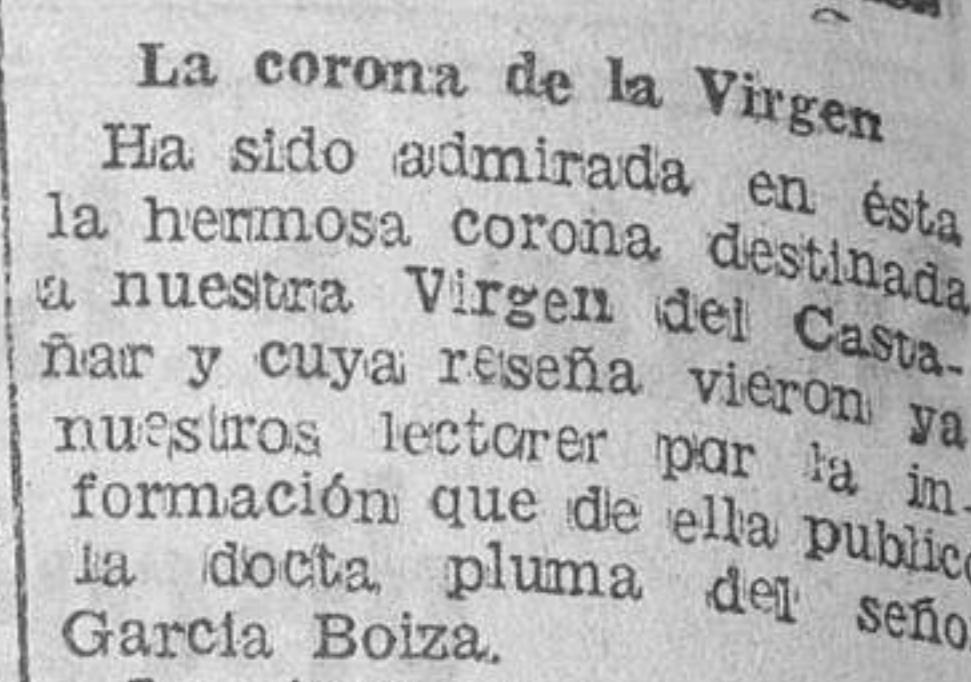 La corona de la Virgen
Ha sido admirada en ésta
la hermosa corona destinada
a nuestra Virgen del Casta-
ñar y cuya reseña vieron ya
nuestros lectorer por la in-
formación que de ella public
la docta pluma del seño
García Boiza.